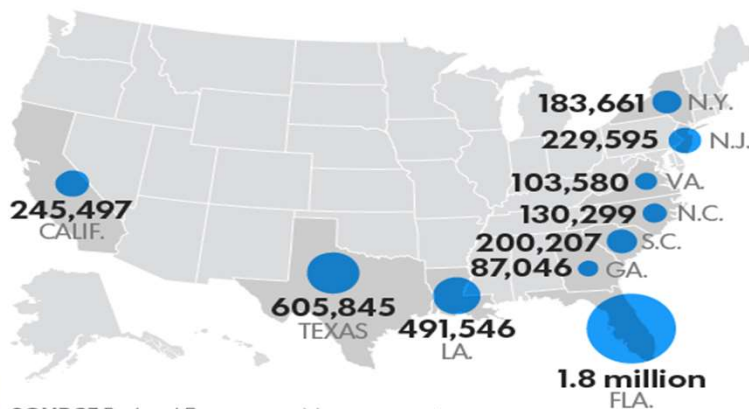 183,661 N.Y.
229,595 N.J.
103,580 VA.
245,497
CALIF.
130,299 N.C.
200,207 S.C.
87,046 GA.
605,845
TEXAS
491,546
LA.
1.8 million
FLA.